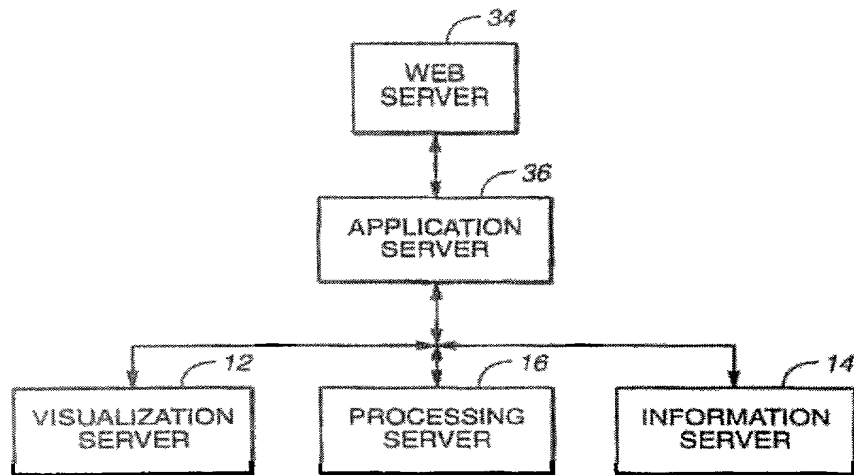 34
WEB
SERVER
36
APPLICATION
SERVER
12
VISUALIZATION
SERVER
16
PROCESSING
SERVER
14
INFORMATION
SERVER